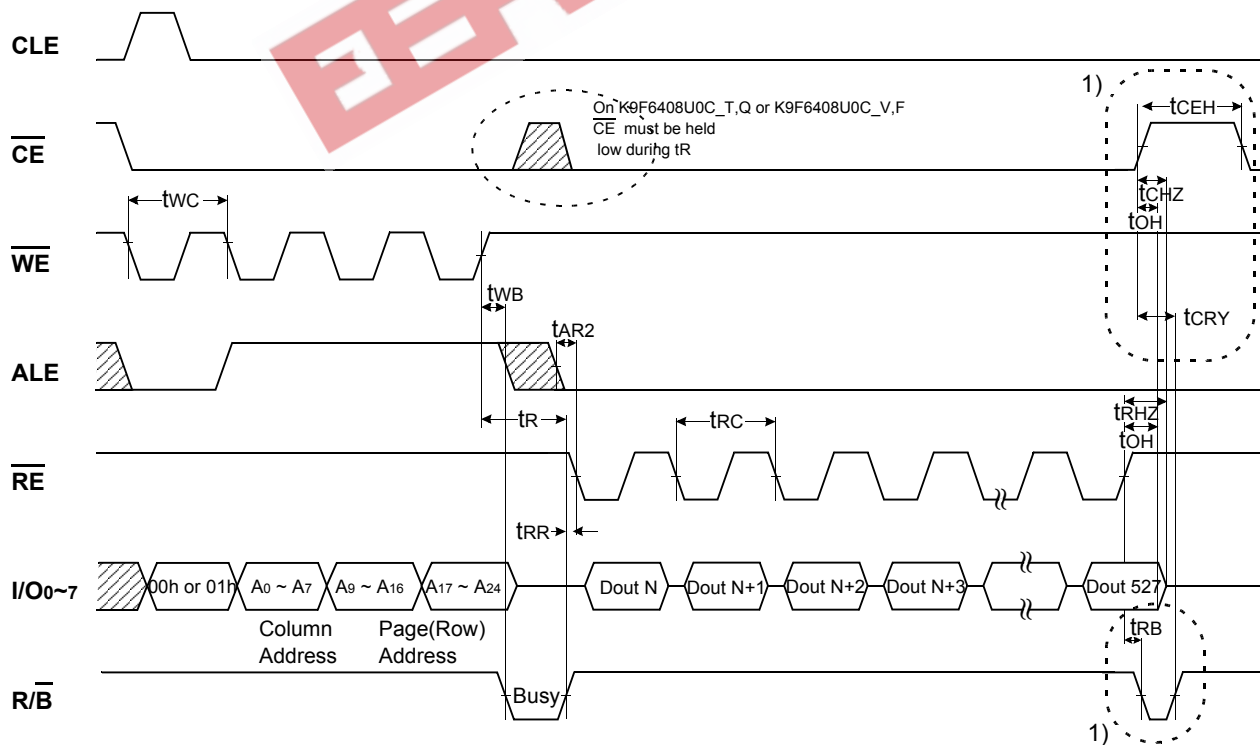 CLE
1)
tCEH
On K9F6408U0C_T,Q or K9F6408U0C_V,F
CE must be held
low during tR
CE
tWC
tCHZ
tOH
WE
tWB
tCRY
tAR2
ALE
tR
tRC
tRHZ
tOH
RE
tRR
I/O0~7
00h or 01h
A0 ~ A7
A9 ~ A16
A17 ~ A24
Dout N
Dout N+1
Dout N+2
Dout N+3
Dout 527
Column
Address
Page(Row)
Address
tRB
R/B
Busy
1)